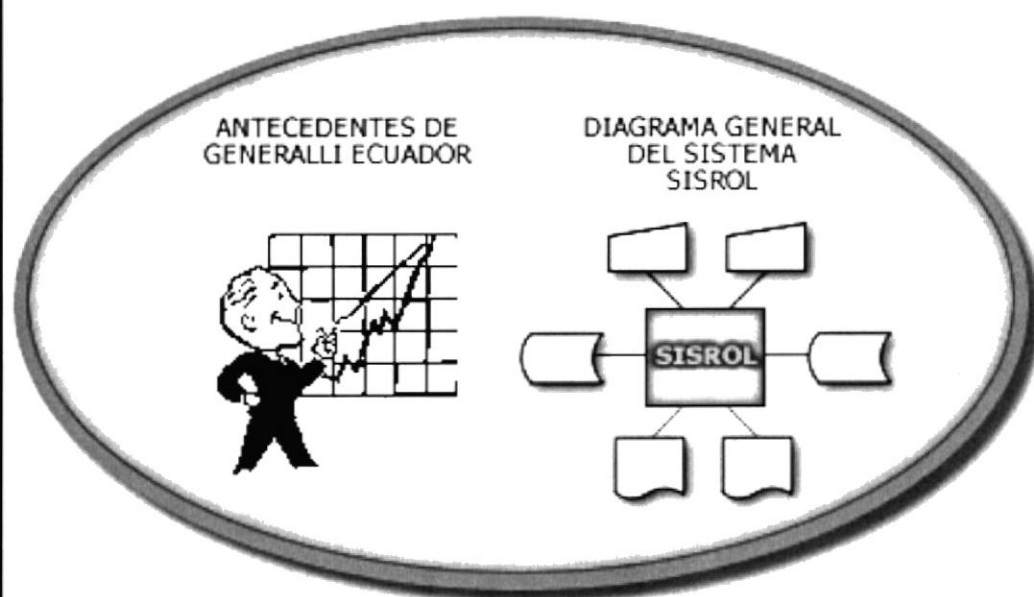 ANTECEDENTES DE
GENERALLI ECUADOR
DIAGRAMA GENERAL
DEL SISTEMA
SISROL
SISROL